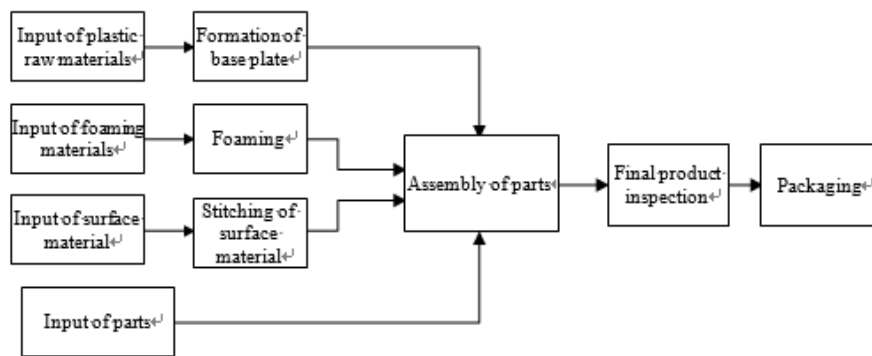 Input of plastic
raw materials
Formation of
base plate
Input of foaming
materials
Foaming
Input of surface
material
Stitching of
surface
material
Input of parts
Assembly of parts
Final product
inspection
Packaging